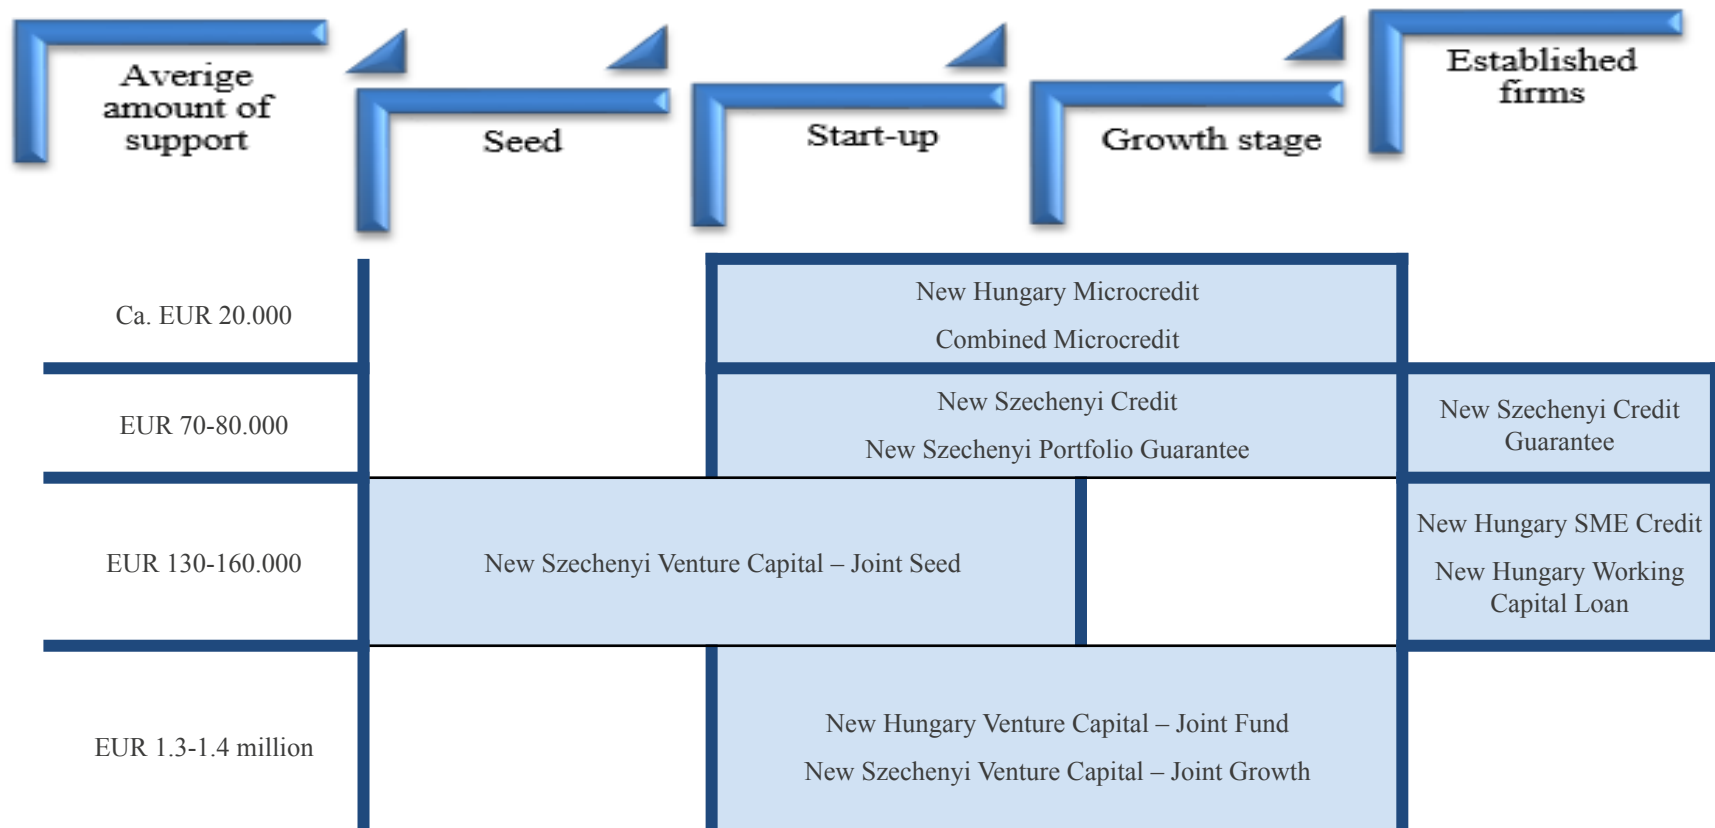 Averige
amount of
support
Seed
Start-up
Growth stage
Established
firms
Ca. EUR 20.000
New Hungary Microcredit
Combined Microcredit
EUR 70-80.000
New Szechenyi Credit
New Szechenyi Portfolio Guarantee
New Szechenyi Credit
Guarantee
EUR 130-160.000
New Szechenyi Venture Capital – Joint Seed
New Hungary SME Credit
New Hungary Working
Capital Loan
EUR 1.3-1.4 million
New Hungary Venture Capital – Joint Fund
New Szechenyi Venture Capital – Joint Growth